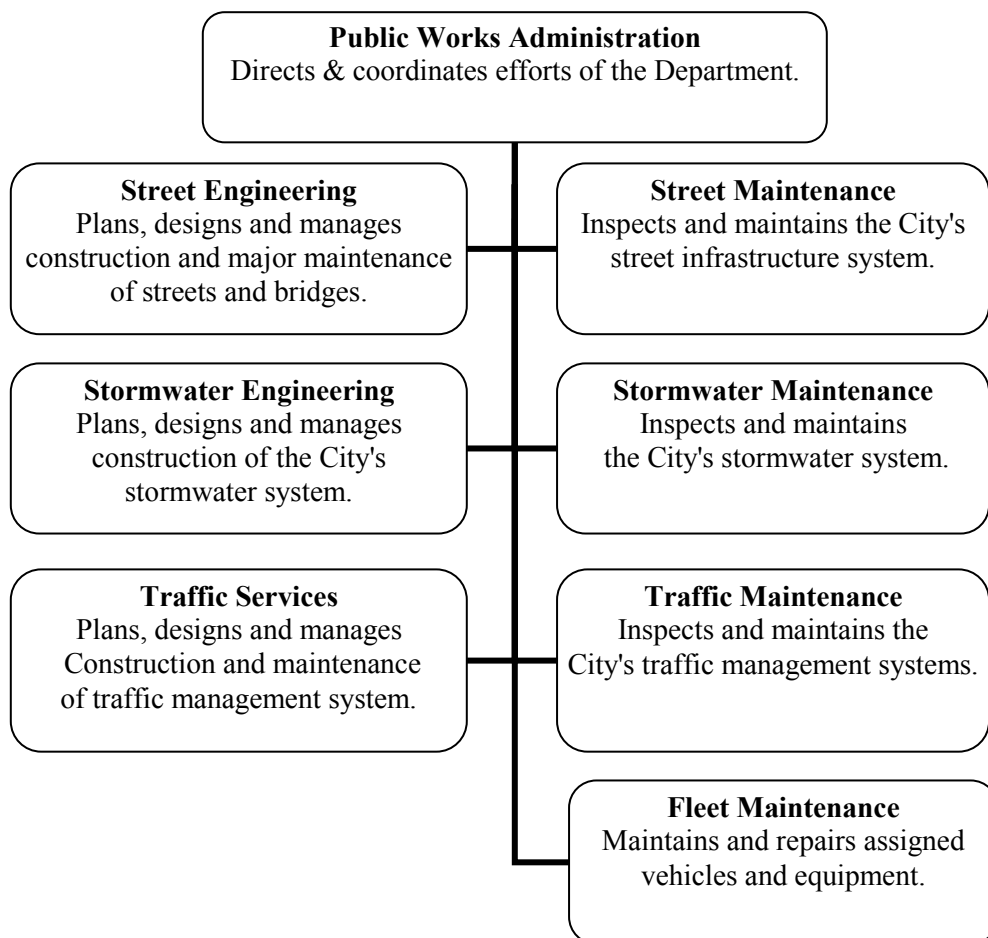 Public Works Administration
Directs & coordinates efforts of the Department.
Street Engineering
Plans, designs and manages
construction and major maintenance
of streets and bridges.
Street Maintenance
Inspects and maintains the City's
street infrastructure system.
Stormwater Engineering
Plans, designs and manages
construction of the City's
stormwater system.
Stormwater Maintenance
Inspects and maintains
the City's stormwater system.
Traffic Services
Plans, designs and manages
Construction and maintenance
of traffic management system.
Traffic Maintenance
Inspects and maintains the
City's traffic management systems.
Fleet Maintenance
Maintains and repairs assigned
vehicles and equipment.